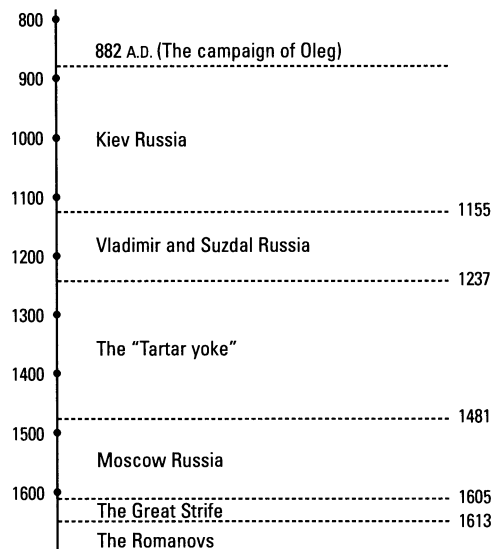 800
882 A.D. (The campaign of Oleg)
900
1000 Kiev Russia
1100
1155
Vladimir and Suzdal Russia
1200
1237
1300
The “Tartar yoke”
1400
1481
1500
Moscow Russia
1600
1605
The Great Strife
1613
The Romanovs